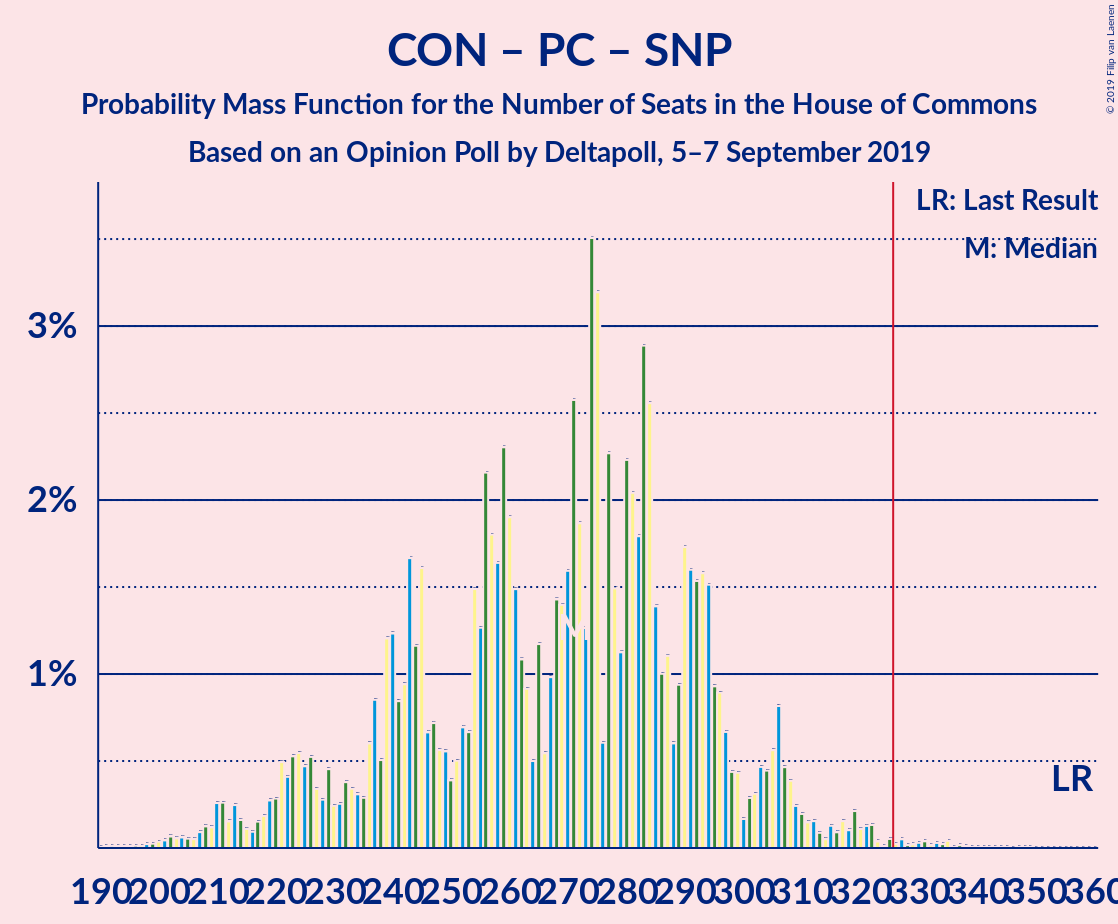 CON – PC – SNP
Probability Mass Function for the Number of Seats in the House of Commons
Based on an Opinion Poll by Deltapoll, 5–7 September 2019
© 2019 Filip van Laenen
LR: Last Result
M: Median
3%
2%
1%
M
LR
190 200 210 220 230 240 250 260 270 280 290 300 310 320 330 340 350 360